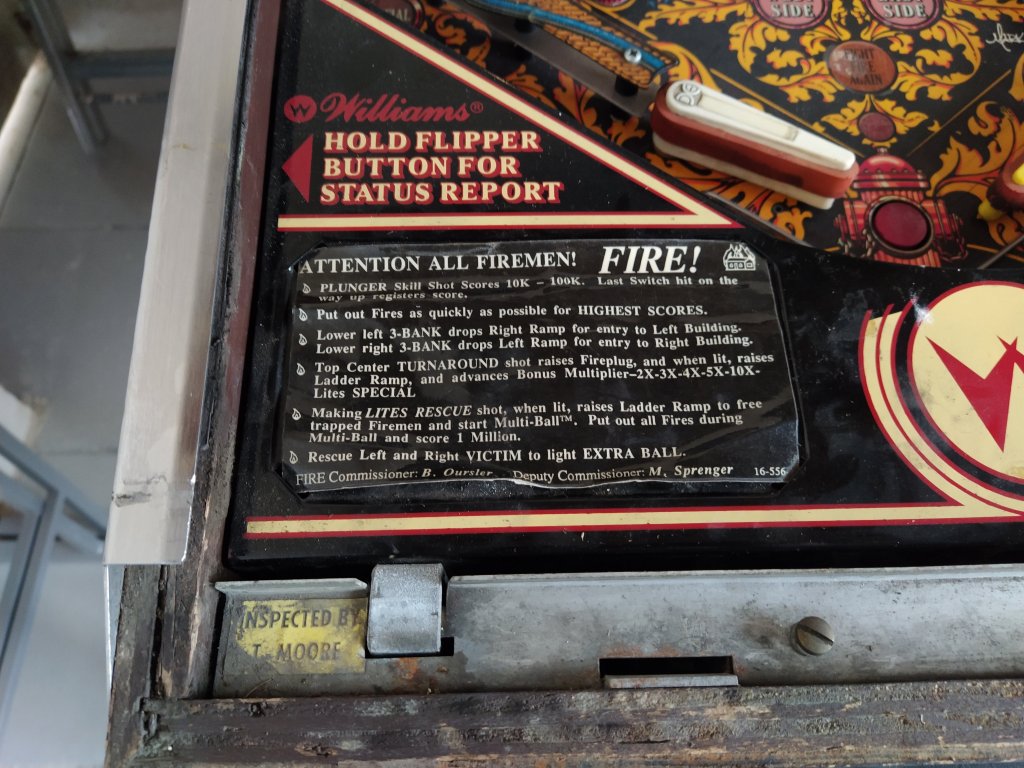 SIDE
SIDE
AGAIN
Williams®
HOLD FLIPPER
BUTTON FOR
STATUS REPORT
ATTENTION ALL FIREMEN! FIRE!
PLUNGER Skill Shot Scores 10K – 100K. Last Switch hit on the
way up registers score.
Put out Fires as quickly as possible for HIGHEST SCORES.
Lower left 3-BANK drops Right Ramp for entry to Left Building.
Lower right 3-BANK drops Left Ramp for entry to Right Building.
Top Center TURNAROUND shot raises Fireplug, and when lit, raises
Ladder Ramp, and advances Bonus Multiplier–2X-3X-4X-5X-10X-
Lites SPECIAL
Making LITES RESCUE shot, when lit, raises Ladder Ramp to free
trapped Firemen and start Multi-Ball™. Put out all Fires during
Multi-Ball and score 1 Million.
Rescue Left and Right VICTIM to light EXTRA BALL.
FIRE Commissioner: B. Oursler Deputy Commissioner: M. Sprenger 16-556
INSPECTED BY
T. MOORE